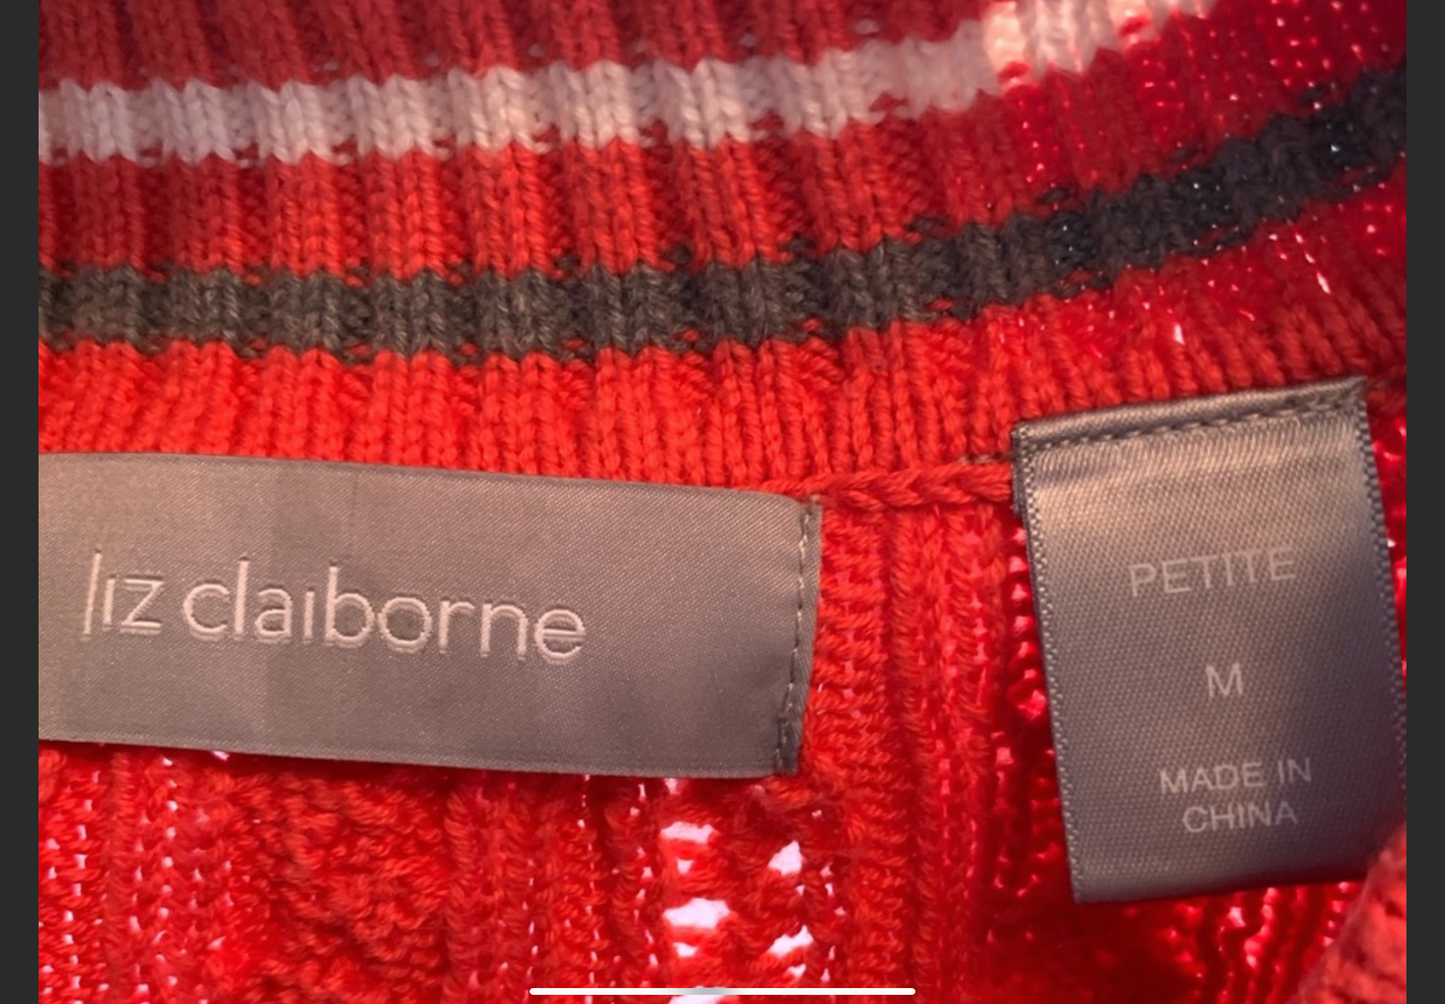 liz claiborne
PETITE
M
MADE IN
CHINA